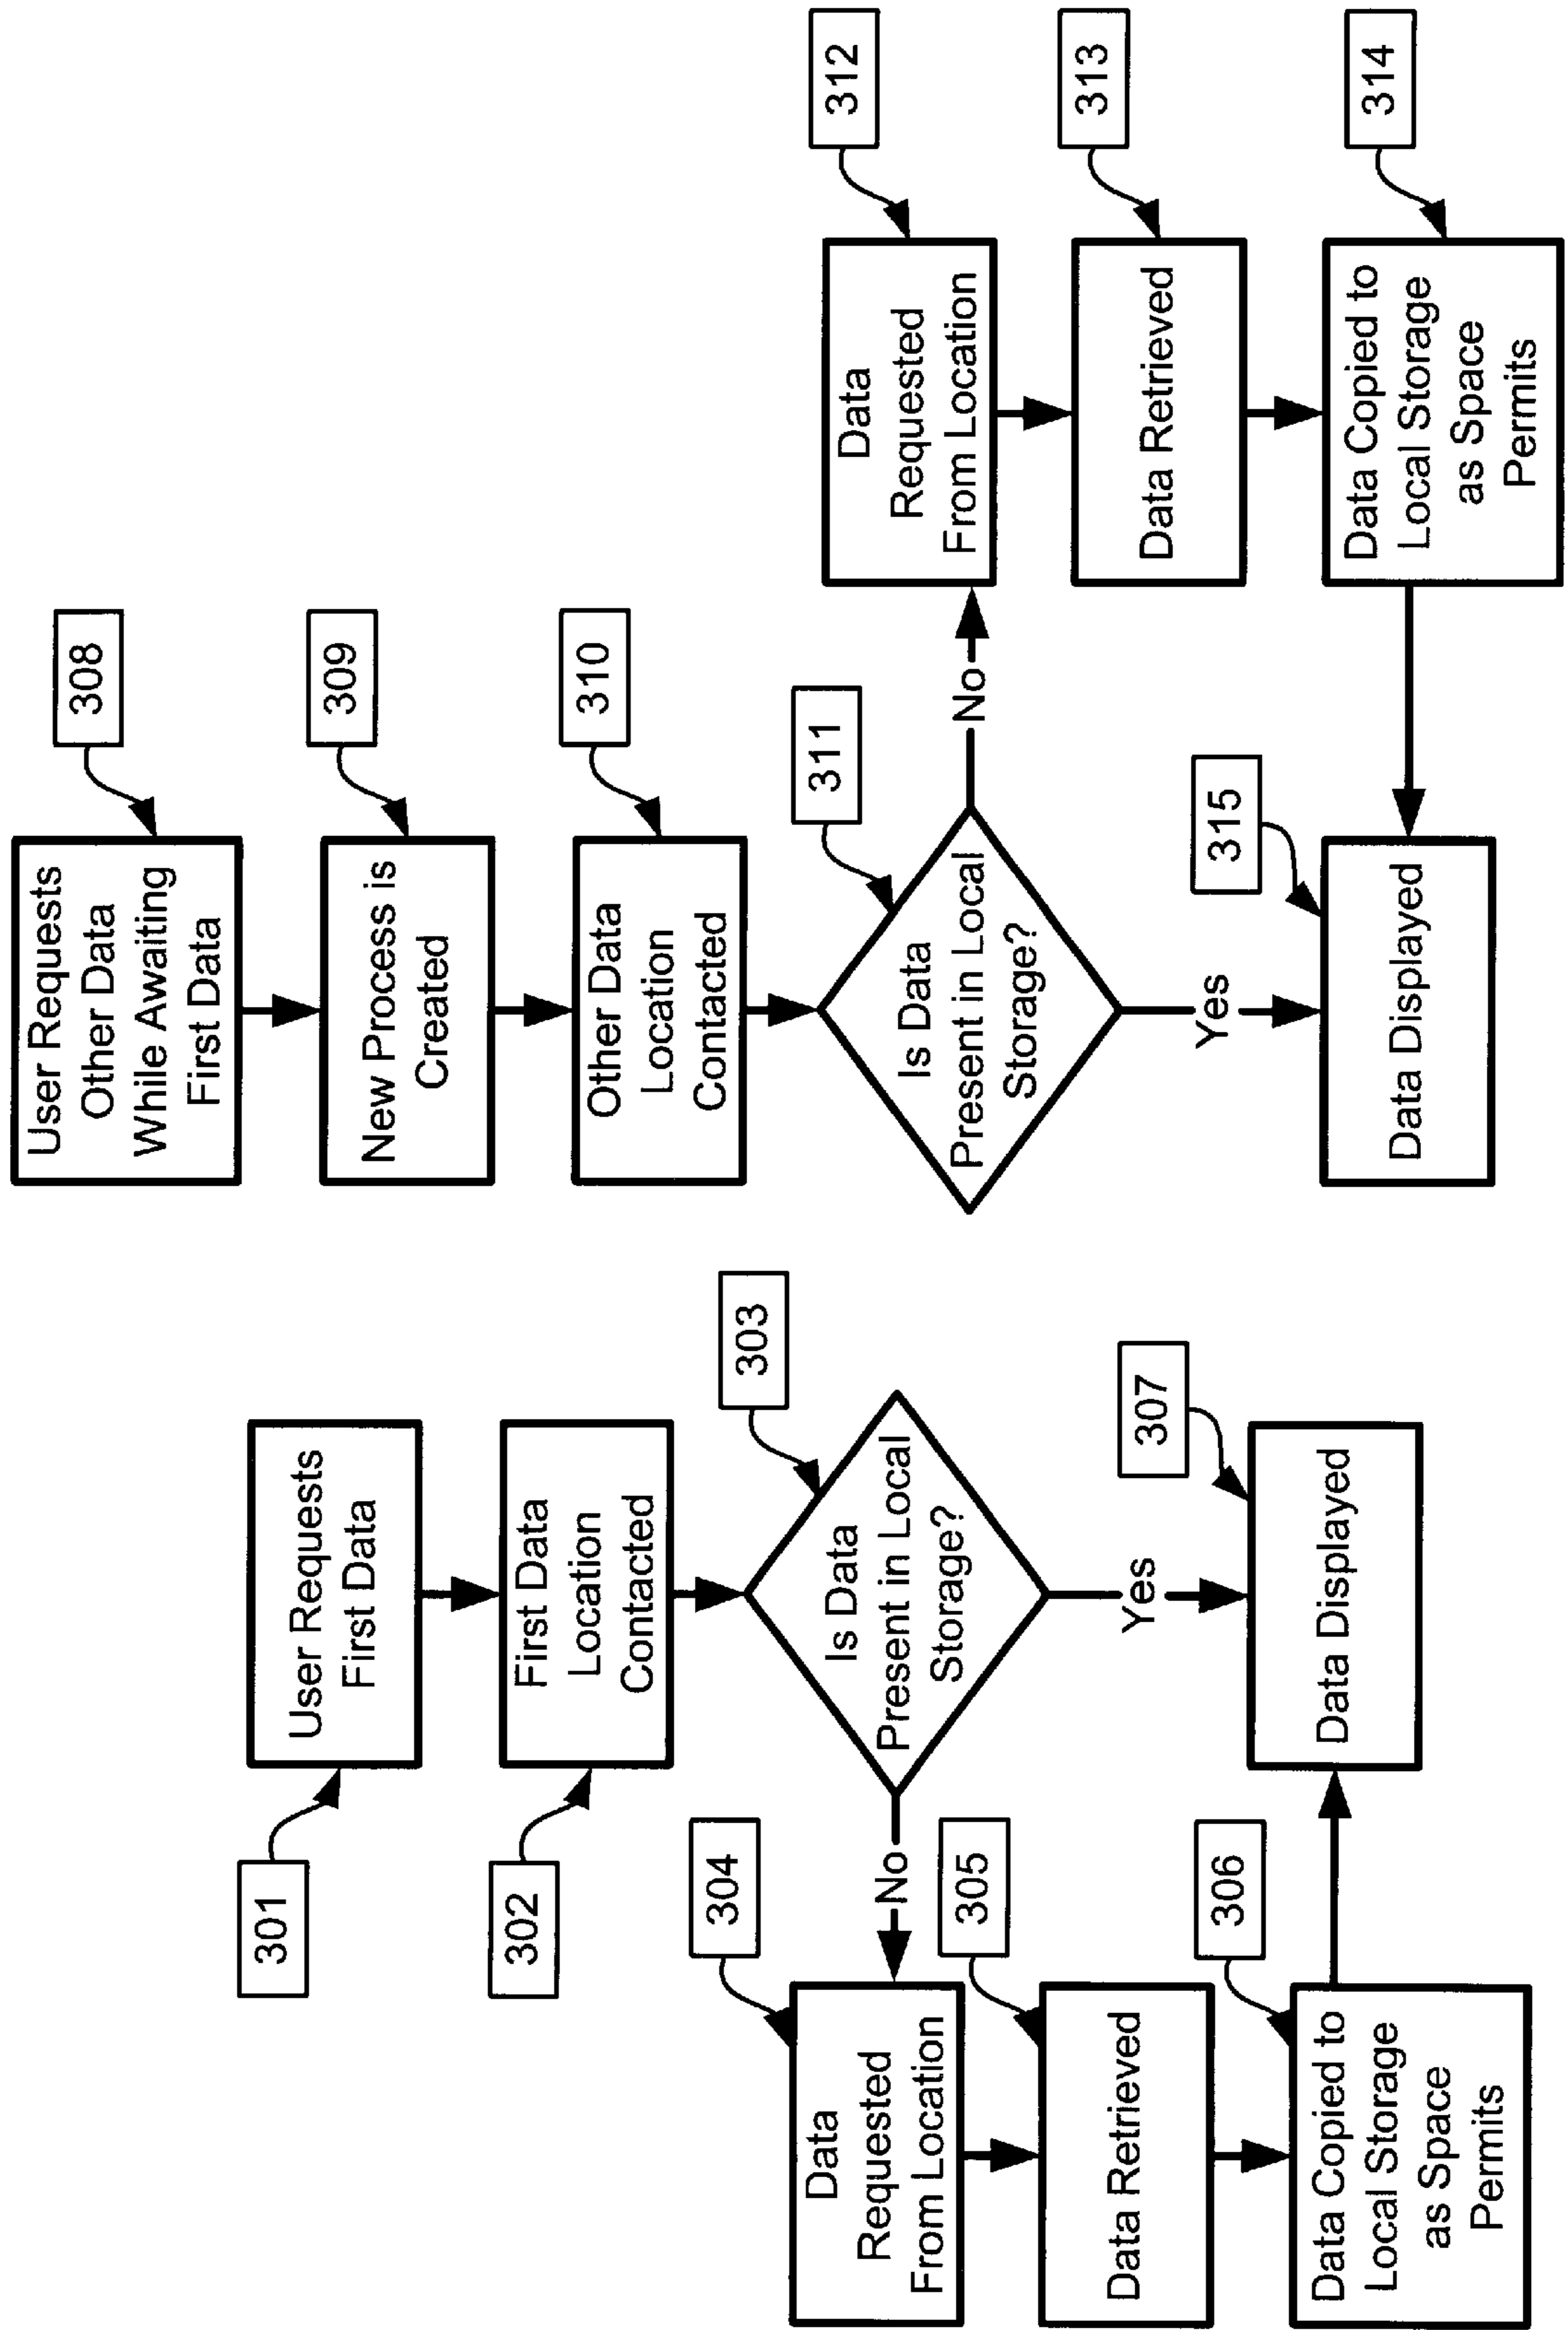 301
User Requests
First Data
302
First Data
Location
Contacted
303
Is Data
Present in Local
Storage?
No
Yes
304
Data
Requested
From Location
305
Data Retrieved
306
Data Copied to
Local Storage
as Space
Permits
307
Data Displayed
308
User Requests
Other Data
While Awaiting
First Data
309
New Process is
Created
310
Other Data
Location
Contacted
311
Is Data
Present in Local
Storage?
No
Yes
312
Data
Requested
From Location
313
Data Retrieved
314
Data Copied to
Local Storage
as Space
Permits
315
Data Displayed